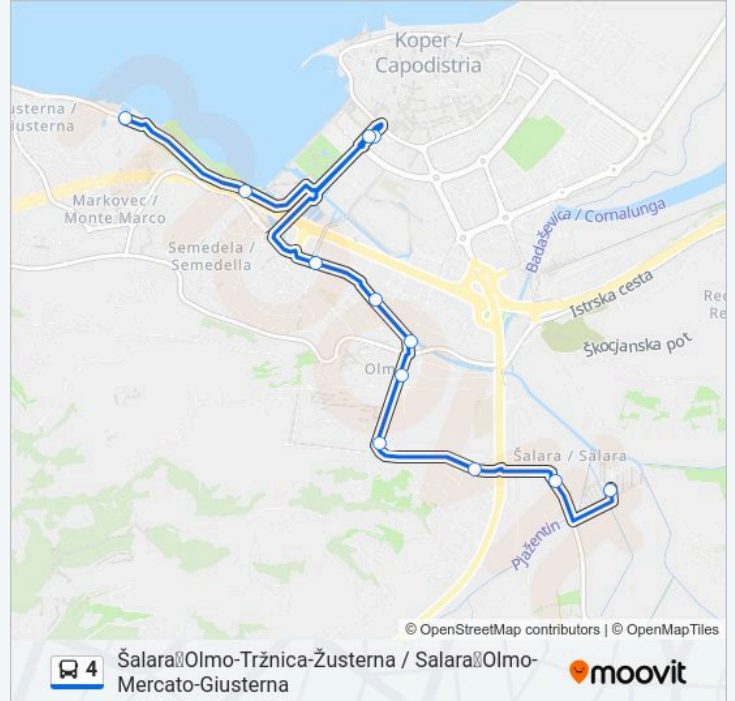 Koper /
Capodistria
usterna /
iusterna
Markovec /
Monte Marco
Semedela /
Semedella
Badaševica / Cornalunga
Istrska cesta
Rec
Re
Škocjanska pot
Olm
Šalara / Salara
Pjažentin
© OpenStreetMap contributors | © OpenMapTiles
4
Šalara▯Olmo-Tržnica-Žusterna / Salara▯Olmo-
Mercato-Giusterna
moovit